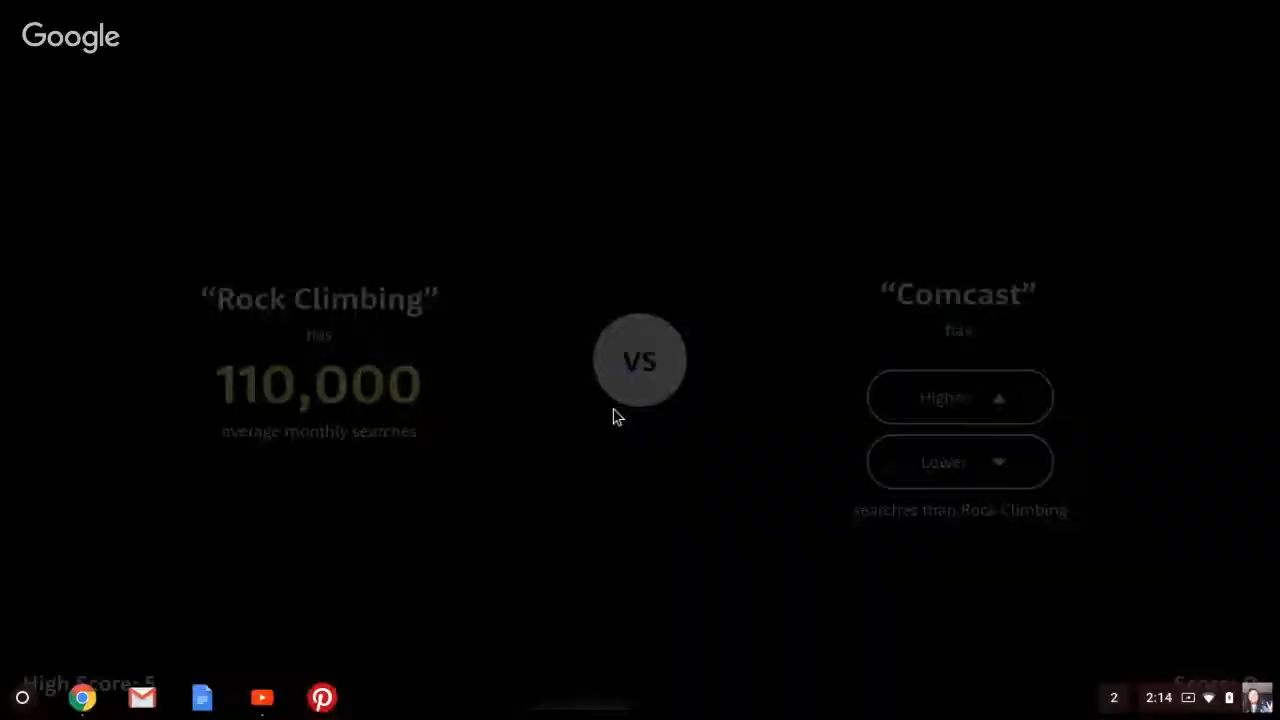 Google
“Rock Climbing”
has
110,000
average monthly searches
VS
“Comcast”
has
Higher
Lower
searches than Rock Climbing
High Score: 5
2
2:14